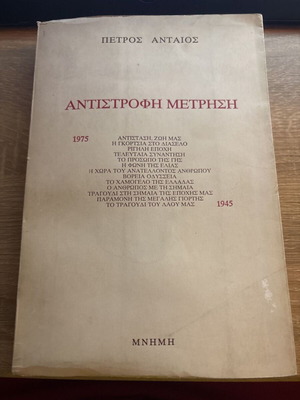 ΠΕΤΡΟΣ ΑΝΤΑΙΟΣ
ΑΝΤΙΣΤΡΟΦΗ ΜΕΤΡΗΣΗ
1975 ΑΝΤΙΣΤΑΣΗ, ΖΩΗ ΜΑΣ
Η ΓΚΟΡΤΣΙΑ ΣΤΟ ΔΙΑΣΕΛΟ
ΡΙΓΗΛΗ ΕΠΟΧΗ
ΤΕΛΕΥΤΑΙΑ ΣΥΝΑΝΤΗΣΗ
ΤΟ ΠΡΟΣΩΠΟ ΤΗΣ ΓΗΣ
Η ΦΩΝΗ ΤΗΣ ΕΛΙΑΣ
Η ΧΩΡΑ ΤΟΥ ΑΝΑΤΕΛΛΟΝΤΟΣ ΑΝΘΡΩΠΟΥ
ΒΟΡΕΙΑ ΟΔΥΣΣΕΙΑ
ΤΟ ΧΑΜΟΓΕΛΟ ΤΗΣ ΕΛΛΑΔΑΣ
Ο ΑΝΘΡΩΠΟΣ ΜΕ ΤΗ ΣΗΜΑΙΑ
ΤΡΑΓΟΥΔΙ ΣΤΗ ΣΗΜΑΙΑ ΤΗΣ ΕΠΟΧΗΣ ΜΑΣ
ΠΑΡΑΜΟΝΗ ΤΗΣ ΜΕΓΑΛΗΣ ΓΙΟΡΤΗΣ
ΤΟ ΤΡΑΓΟΥΔΙ ΤΟΥ ΛΑΟΥ ΜΑΣ 1945
ΜΝΗΜΗ